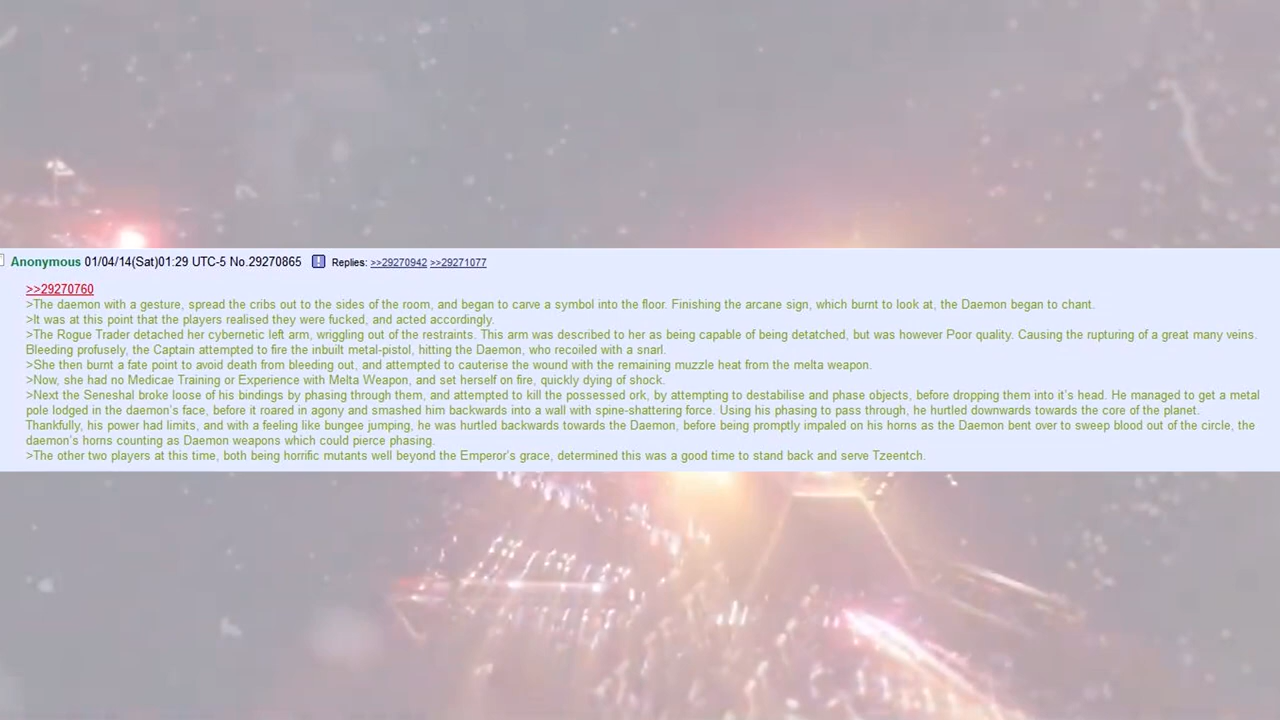 Anonymous 01/04/14(Sat)01:29 UTC-5 No.29270865 Replies: >>29270942 >>29271077
>>29270760
>The daemon with a gesture, spread the cribs out to the sides of the room, and began to carve a symbol into the floor. Finishing the arcane sign, which burnt to look at, the Daemon began to chant.
>It was at this point that the players realised they were fucked, and acted accordingly.
>The Rogue Trader detached her cybernetic left arm, wriggling out of the restraints. This arm was described to her as being capable of being detatched, but was however Poor quality. Causing the rupturing of a great many veins.
Bleeding profusely, the Captain attempted to fire the inbuilt metal-pistol, hitting the Daemon, who recoiled with a snarl.
>She then burnt a fate point to avoid death from bleeding out, and attempted to cauterise the wound with the remaining muzzle heat from the melta weapon.
>Now, she had no Medicae Training or Experience with Melta Weapon, and set herself on fire, quickly dying of shock.
>Next the Seneshal broke loose of his bindings by phasing through them, and attempted to kill the possessed ork, by attempting to destabilise and phase objects, before dropping them into it's head. He managed to get a metal
pole lodged in the daemon's face, before it roared in agony and smashed him backwards into a wall with spine-shattering force. Using his phasing to pass through, he hurtled downwards towards the core of the planet.
Thankfully, his power had limits, and with a feeling like bungee jumping, he was hurtled backwards towards the Daemon, before being promptly impaled on his horns as the Daemon bent over to sweep blood out of the circle, the
daemon's horns counting as Daemon weapons which could pierce phasing.
>The other two players at this time, both being horrific mutants well beyond the Emperor's grace, determined this was a good time to stand back and serve Tzeentch.